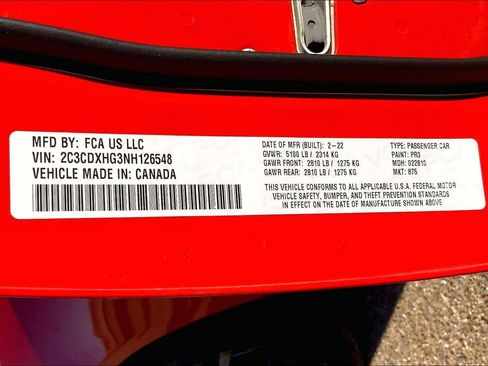 MFD BY: FCA US LLC
VIN: 2C3CDXHG3NH126548
VEHICLE MADE IN: CANADA
DATE OF MFR (BUILT): 2-22
GVWR: 5100 LB / 2314 KG
GAWR FRONT: 2810 LB / 1275 KG
GAWR REAR: 2810 LB / 1275 KG
TYPE: PASSENGER CAR
PAINT: PR3
MDH: 022810
MKT: 875
THIS VEHICLE CONFORMS TO ALL APPLICABLE U.S.A. FEDERAL MOTOR
VEHICLE SAFETY, BUMPER, AND THEFT PREVENTION STANDARDS
IN EFFECT ON THE DATE OF MANUFACTURE SHOWN ABOVE